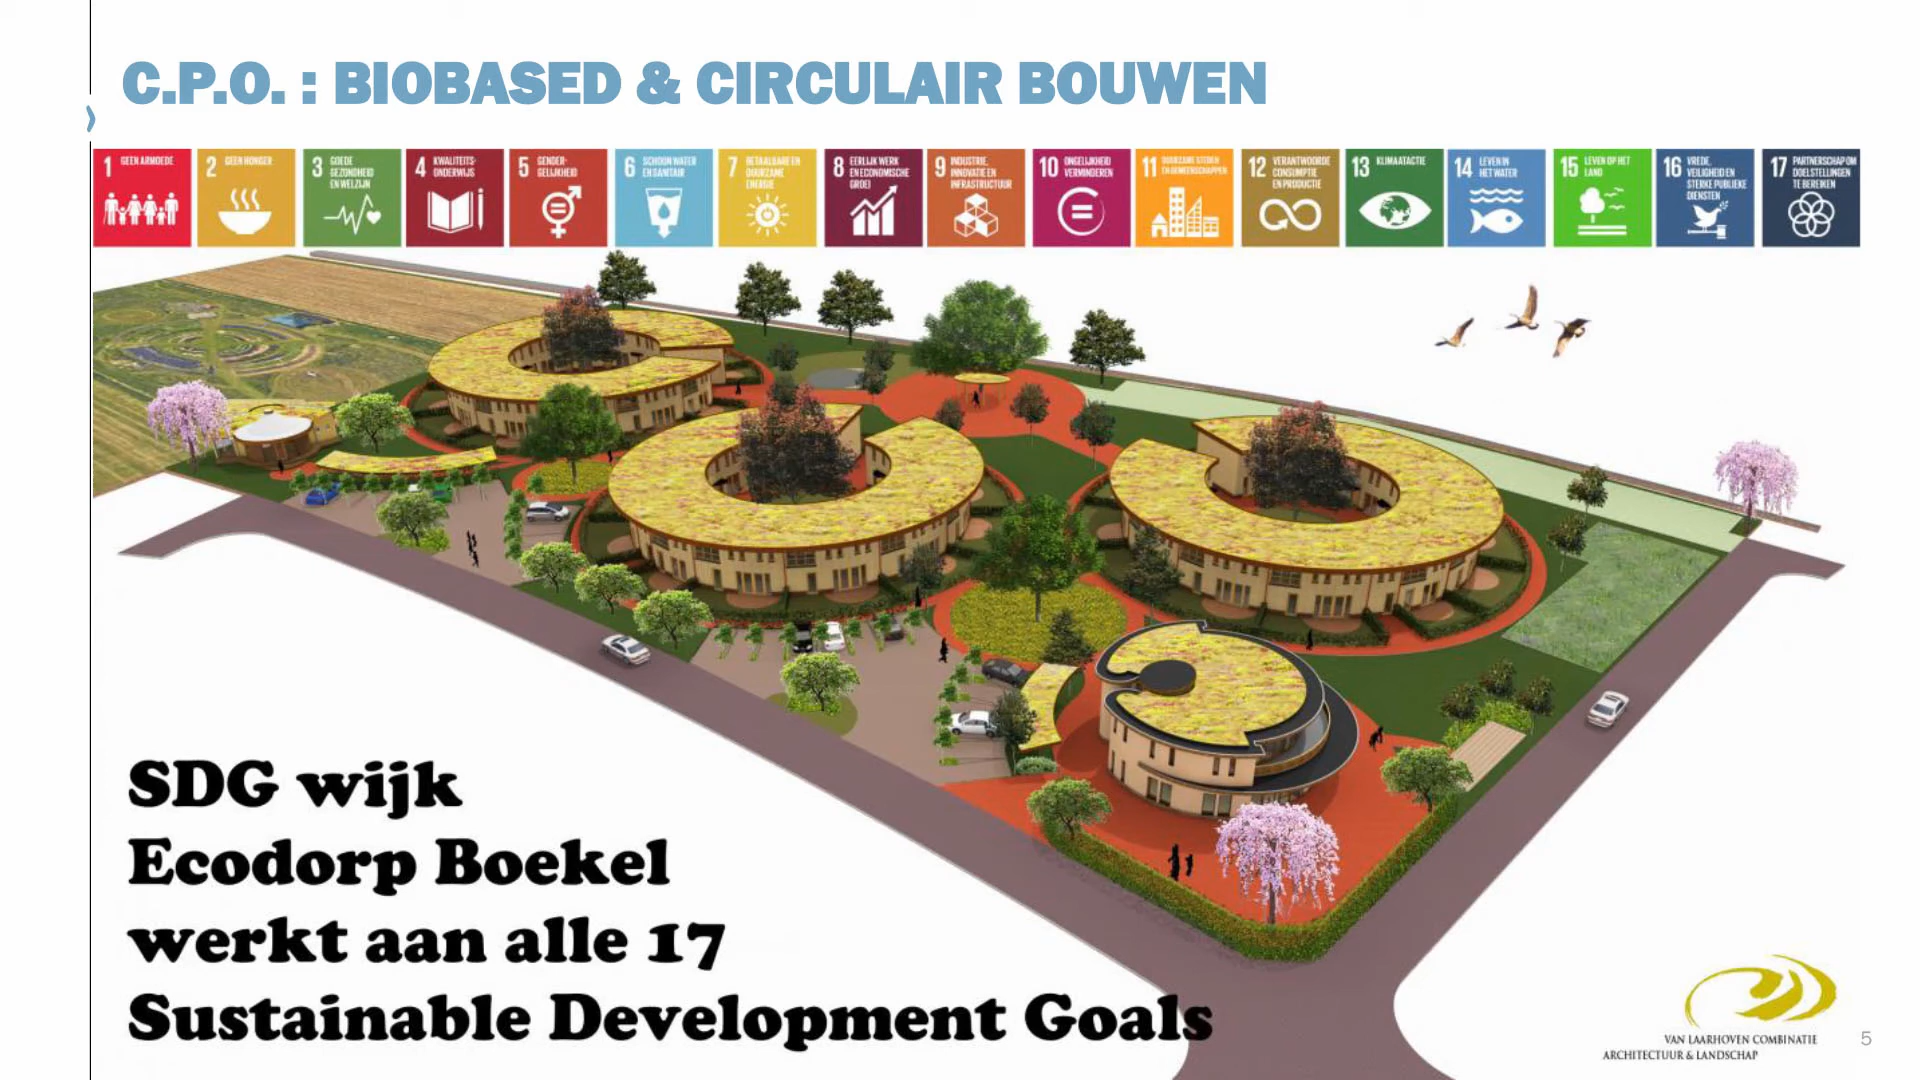 C.P.O. : BIOBASED & CIRCULAIR BOUWEN
1 GEEN ARMOEDE
2 GEEN HONGER
3 GOEDE
GEZONDHEID
EN WELZIJN
4 KWALITEITS-
ONDERWIJS
5 GENDER-
GELIJKHEID
6 SCHOON WATER
EN SANITAIR
7 BETAALBARE EN
DUURZAME
ENERGIE
8 EERLIJK WERK
EN ECONOMISCHE
GROEI
9 INDUSTRIE,
INNOVATIE EN
INFRASTRUCTUUR
10 ONGELIJKHEID
VERMINDEREN
11 DUURZAME STEDEN
EN GEMEENSCHAPPEN
12 VERANTWOORDE
CONSUMPTIE
EN PRODUCTIE
13 KLIMAATACTIE
14 LEVEN IN
HET WATER
15 LEVEN OP HET
LAND
16 VREDE,
VEILIGHEID EN
STERKE PUBLIEKE
DIENSTEN
17 PARTNERSCHAP OM
DOELSTELLINGEN
TE BEREIKEN
SDG wijk
Ecodorp Boekel
werkt aan alle 17
Sustainable Development Goals
VAN LAARHOVEN COMBINATIE
ARCHITECTUUR & LANDSCHAP
5